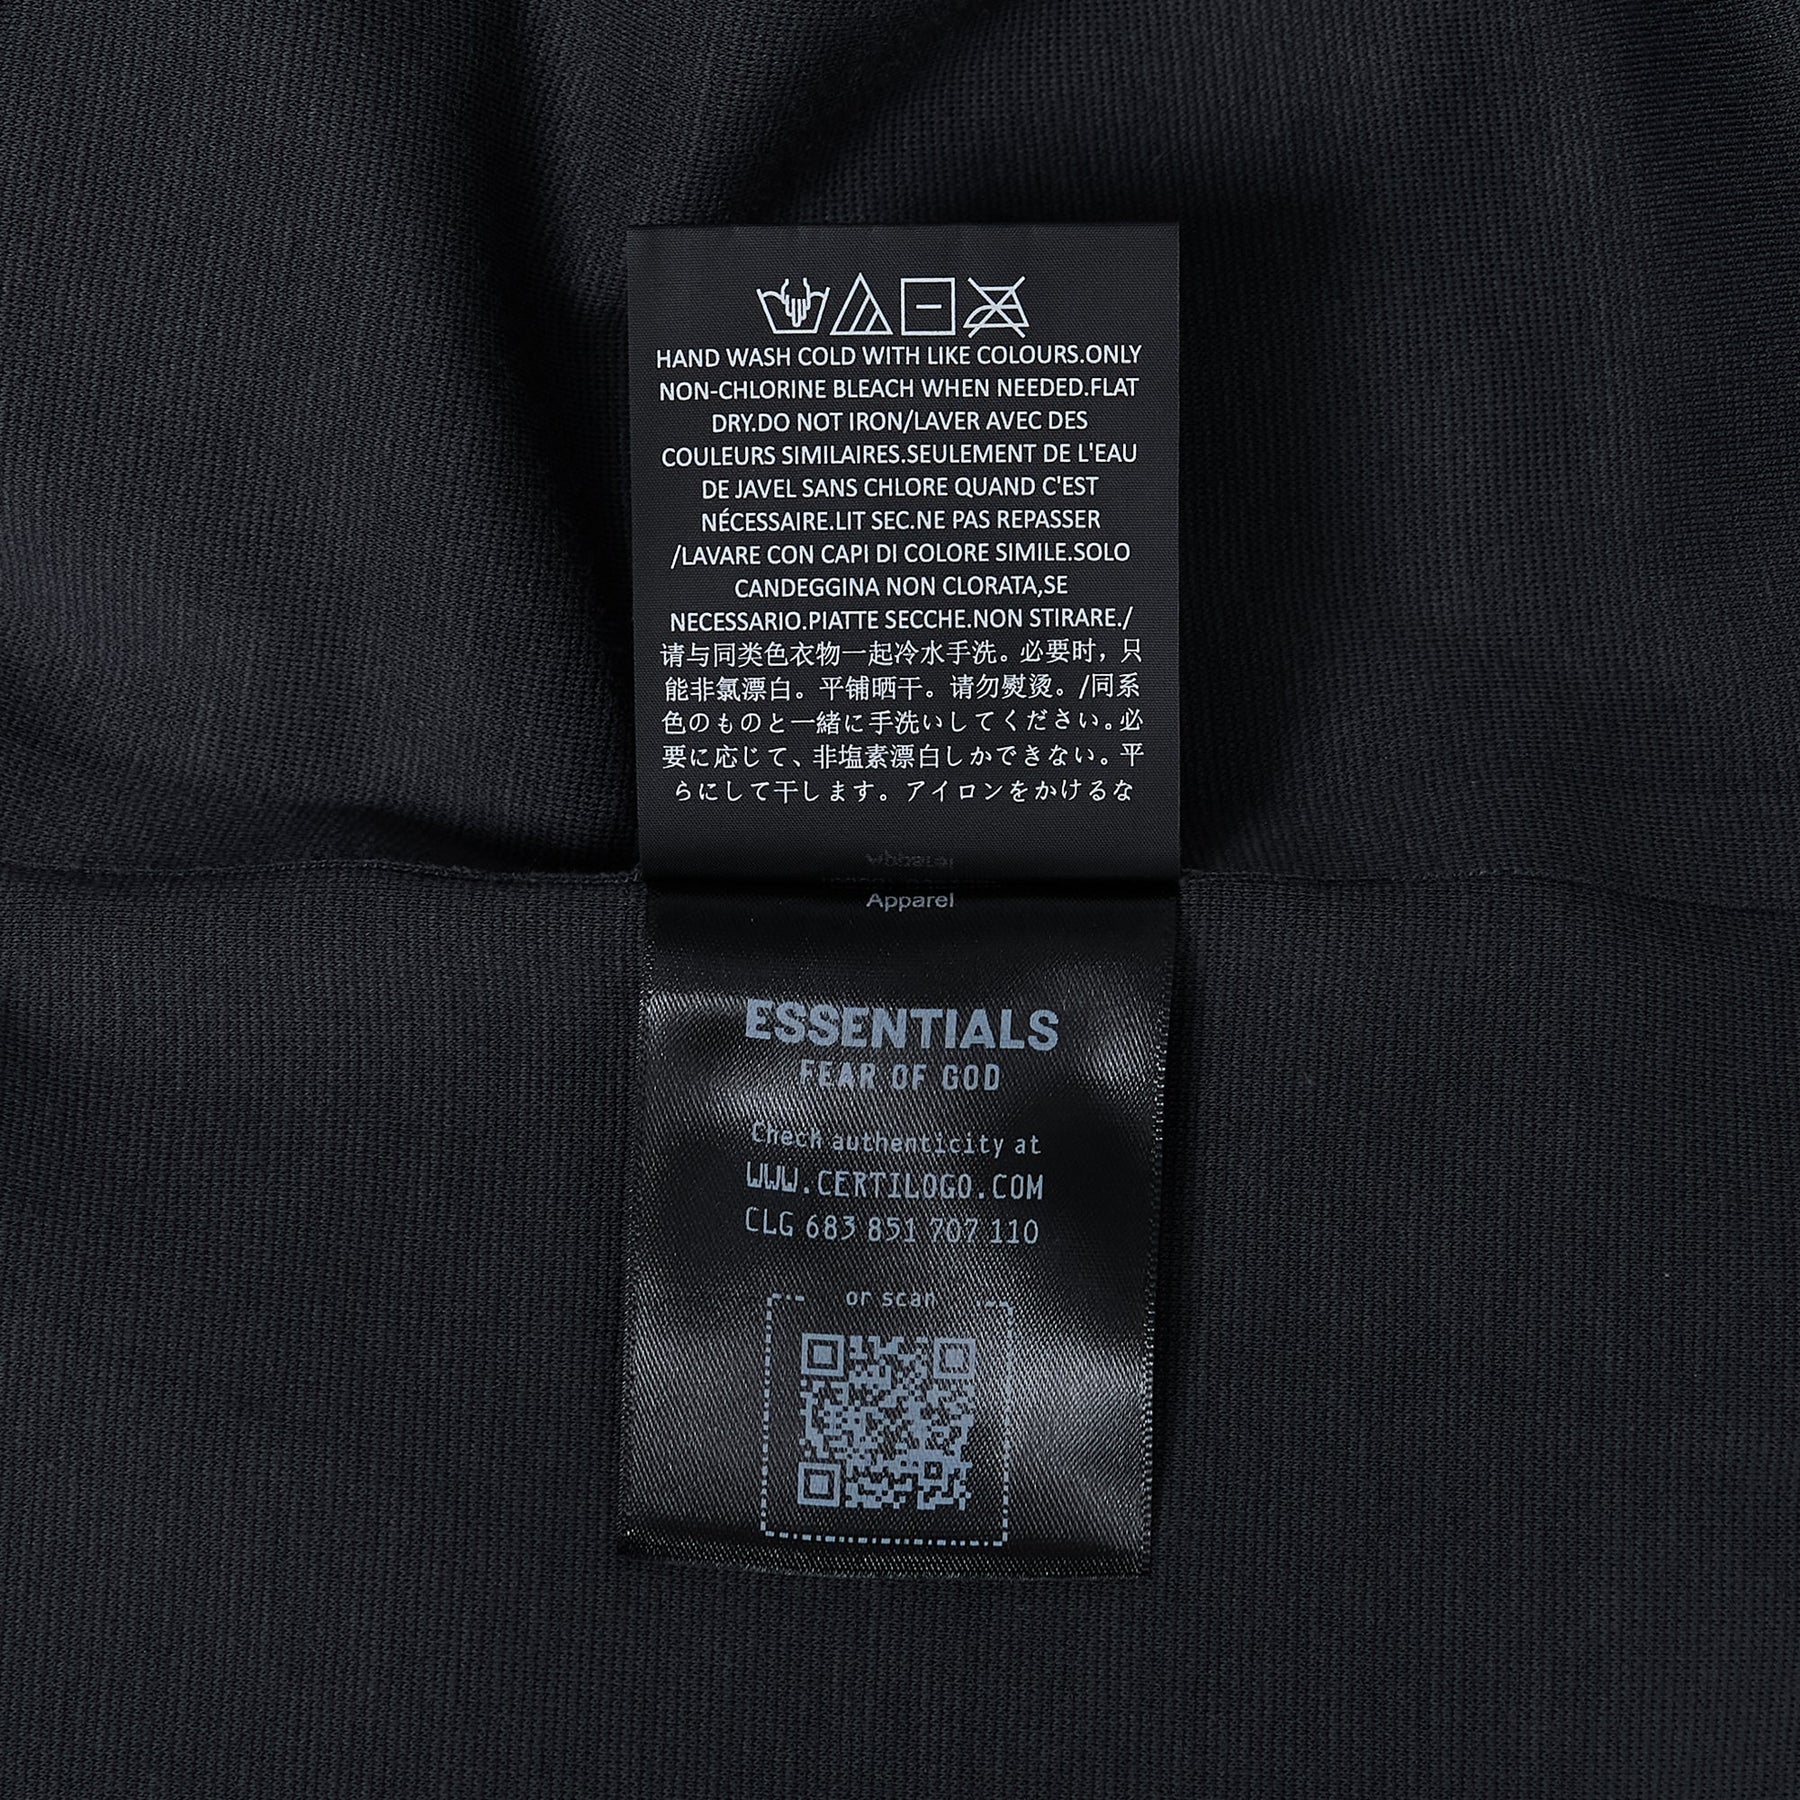 HAND WASH COLD WITH LIKE COLOURS.ONLY
NON-CHLORINE BLEACH WHEN NEEDED.FLAT
DRY.DO NOT IRON/LAVER AVEC DES
COULEURS SIMILAIRES.SEULEMENT DE L'EAU
DE JAVEL SANS CHLORE QUAND C'EST
NÉCESSAIRE.LIT SEC.NE PAS REPASSER
/LAVARE CON CAPI DI COLORE SIMILE.SOLO
CANDEGGINA NON CLORATA,SE
NECESSARIO.PIATTE SECCHE.NON STIRARE./
请与同类色衣物一起冷水手洗。必要时，只
能非氯漂白。平铺晒干。请勿熨烫。/同系
色のものと一緒に手洗いしてください。必
要に応じて、非塩素漂白しかできない。平
らにして干します。アイロンをかけるな
Apparel
ESSENTIALS
FEAR OF GOD
Check authenticity at
WWW.CERTILOGO.COM
CLG 683 851 707 110
or scan